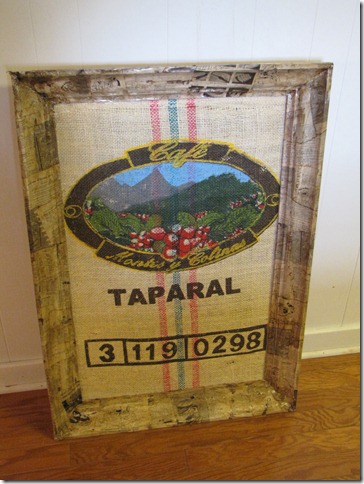 Café
Montes y Colinas
TAPARAL
3 119 0298